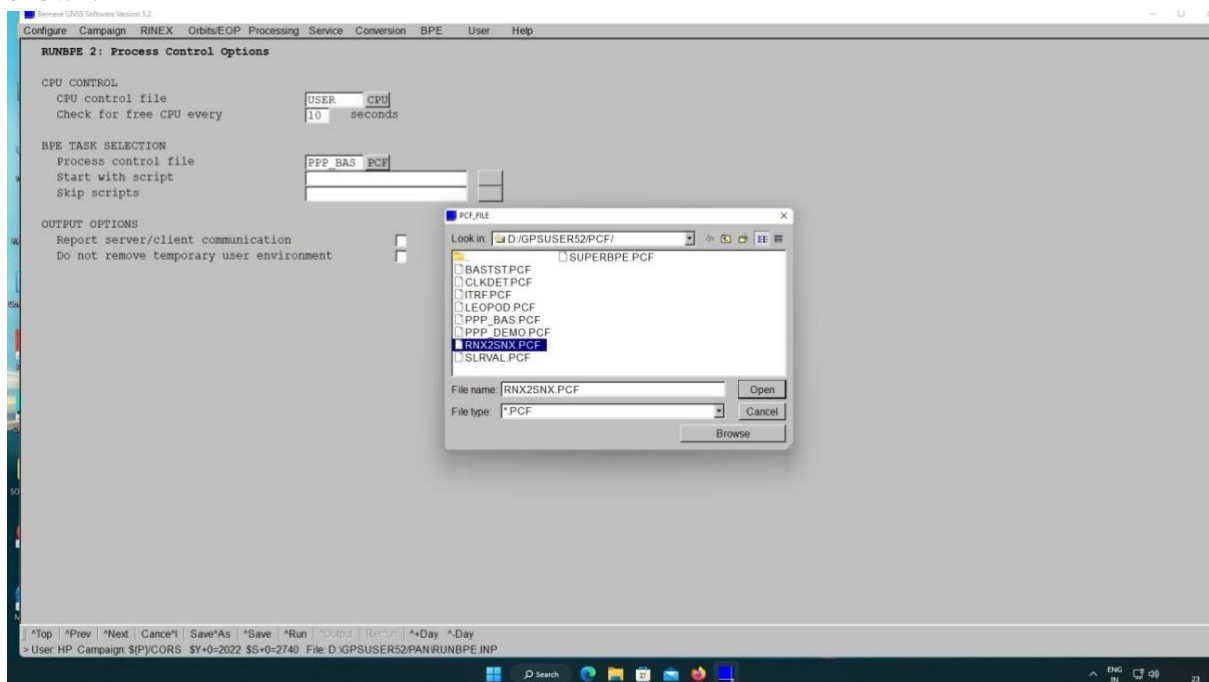 Bernese GNSS Software Version 5.2
Configure Campaign RINEX Orbits/EOP Processing Service Conversion BPE User Help
RUNBPE 2: Process Control Options
CPU CONTROL
CPU control file USER CPU
Check for free CPU every 10 seconds
BPE TASK SELECTION
Process control file PPP_BAS PCF
Start with script
Skip scripts
OUTPUT OPTIONS
Report server/client communication
Do not remove temporary user environment
PCF_FILE
Look in: D:/GPSUSER52/PCF/
.. SUPERBPE.PCF
BASTST.PCF
CLKDET.PCF
ITRF.PCF
LEOPOD.PCF
PPP_BAS.PCF
PPP_DEMO.PCF
RNX2SNX.PCF
SLRVAL.PCF
File name: RNX2SNX.PCF Open
File type: *.PCF Cancel
Browse
^Top ^Prev ^Next Cance^l Save^As ^Save ^Run ^Output Rer^un ^+Day ^-Day
> User: HP Campaign: ${P}/CORS $Y+0=2022 $S+0=2740 File: D:\GPSUSER52/PAN/RUNBPE.INP
Search
ENG
IN
23